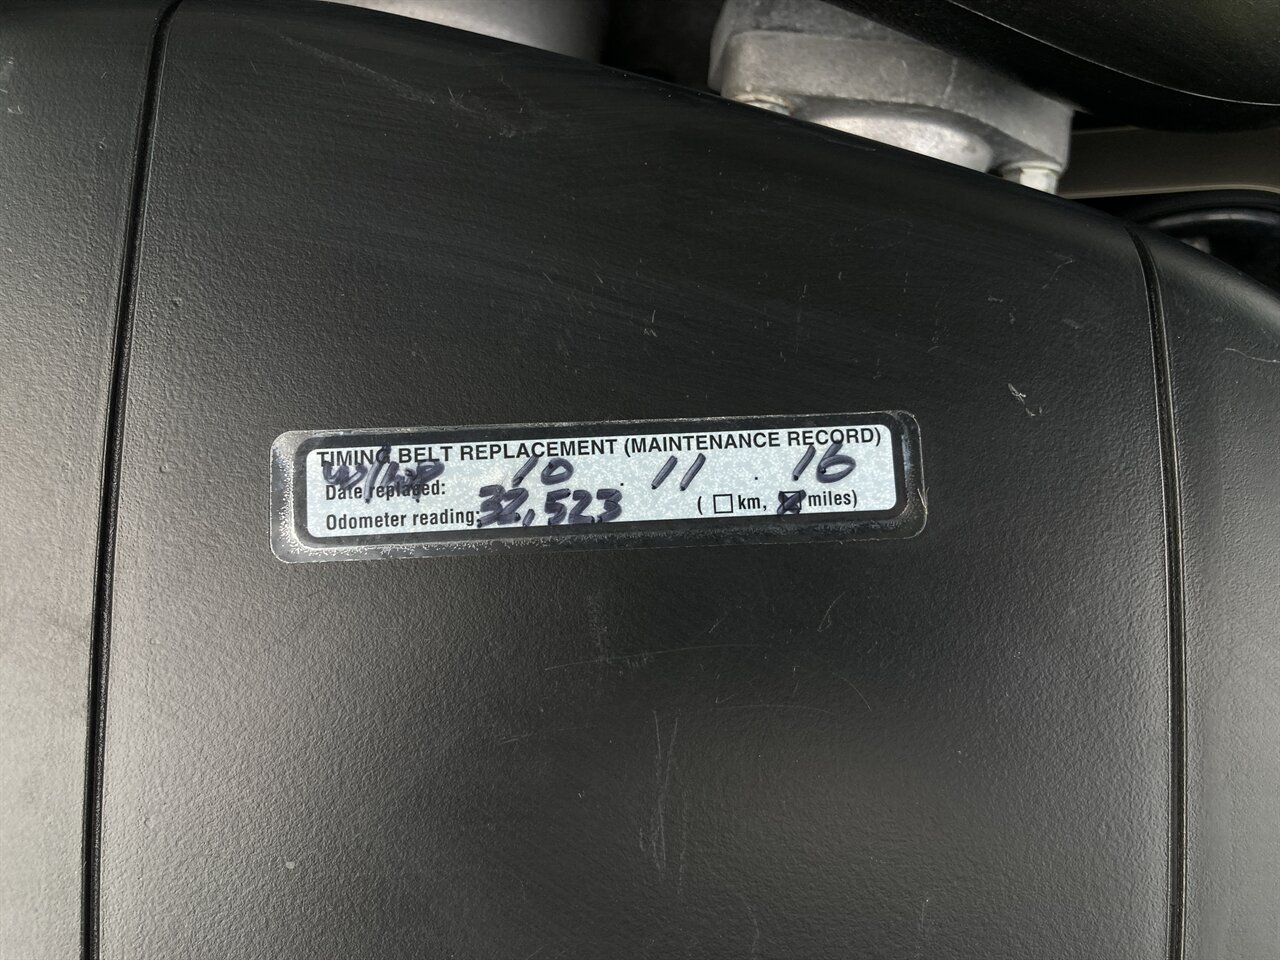 TIMING BELT REPLACEMENT (MAINTENANCE RECORD)
W/WP
Date replaced: 10 . 11 . 16
Odometer reading: 32,523 ( km, miles)